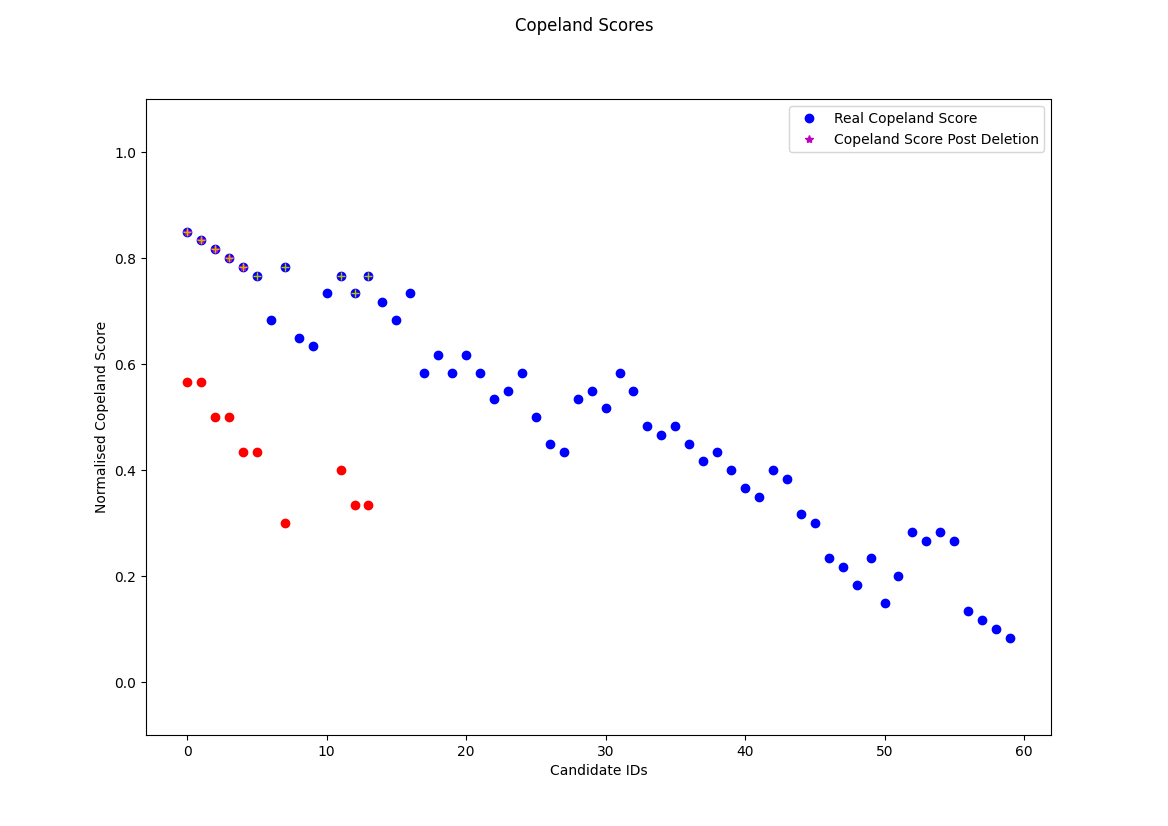 Copeland Scores
Real Copeland Score
Copeland Score Post Deletion
Normalised Copeland Score
1.0
0.8
0.6
0.4
0.2
0.0
0 10 20 30 40 50 60
Candidate IDs